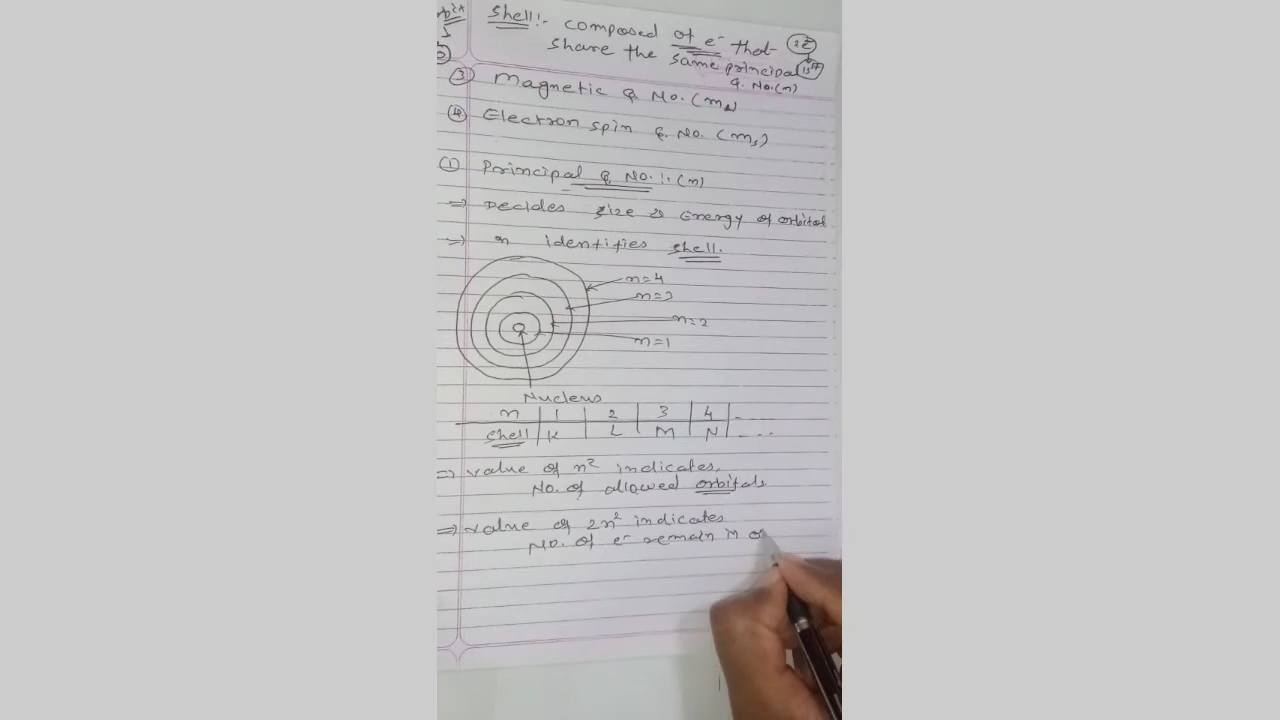 Shell:- composed of e⁻ that
share the same principal
Q. No.(n)
③ Magnetic Q. No. (m
④ Electron spin Q. No. (mₛ)
① Principal Q No.:- (n)
⇒ Decides size & Energy of orbital
⇒ n identifies shell.
n=4
n=3
n=2
n=1
Nucleus
n | 1 | 2 | 3 | 4 | ....
Shell | K | L | M | N | ....
⇒ value of n² indicates,
No. of allowed orbitals
⇒ value of 2n² indicates
No. of e⁻ remain in o